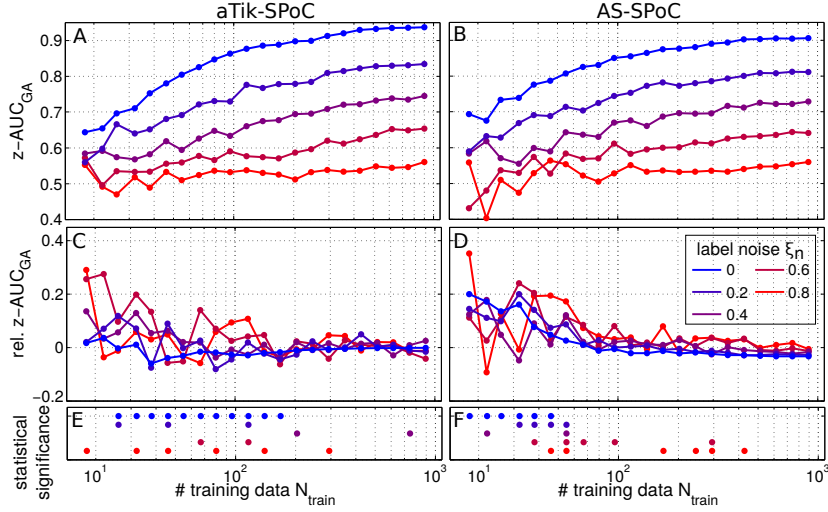 aTik-SPoC
AS-SPoC
A
B
z−AUC_GA
0.9
0.8
0.7
0.6
0.5
0.4
C
D
rel. z−AUC_GA
0.4
0.2
0
−0.2
label noise ξ_n
0
0.2
0.4
0.6
0.8
E
F
statistical
significance
10^1
10^2
10^3
10^1
10^2
10^3
# training data N_train
# training data N_train